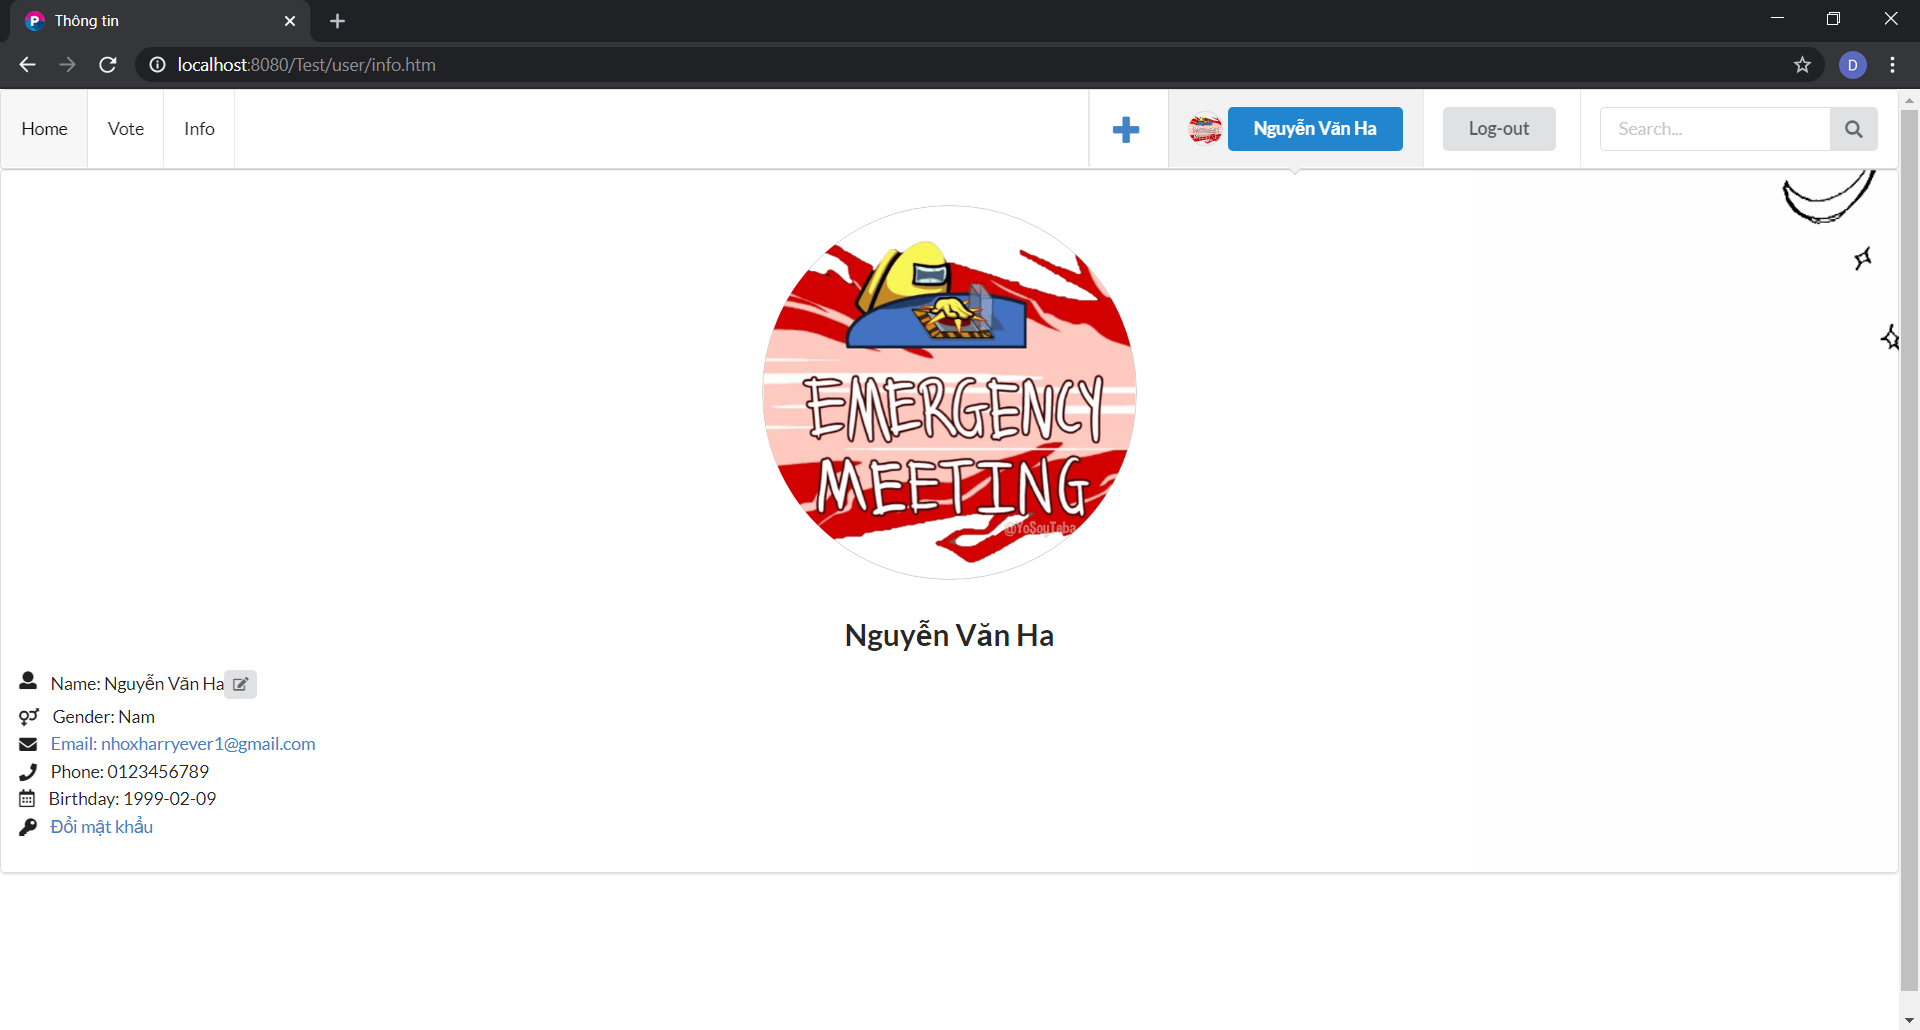 Thông tin
localhost:8080/Test/user/info.htm
D
Home
Vote
Info
Nguyễn Văn Ha
Log-out
Search...
EMERGENCY
MEETING
@YoSoyTaba
Nguyễn Văn Ha
Name: Nguyễn Văn Ha
Gender: Nam
Email: nhoxharryever1@gmail.com
Phone: 0123456789
Birthday: 1999-02-09
Đổi mật khẩu